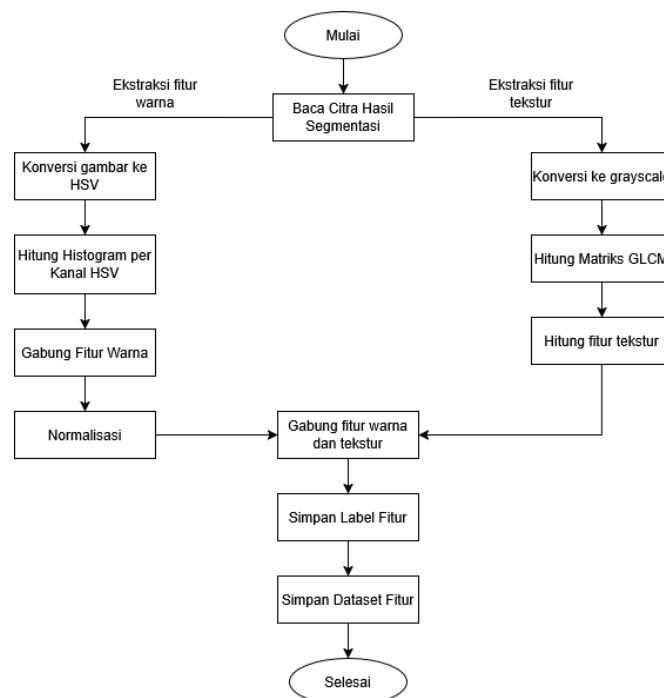 Mulai
Ekstraksi fitur
warna
Ekstraksi fitur
tekstur
Baca Citra Hasil
Segmentasi
Konversi gambar ke
HSV
Konversi ke grayscale
Hitung Histogram per
Kanal HSV
Hitung Matriks GLCM
Gabung Fitur Warna
Hitung fitur tekstur
Normalisasi
Gabung fitur warna
dan tekstur
Simpan Label Fitur
Simpan Dataset Fitur
Selesai